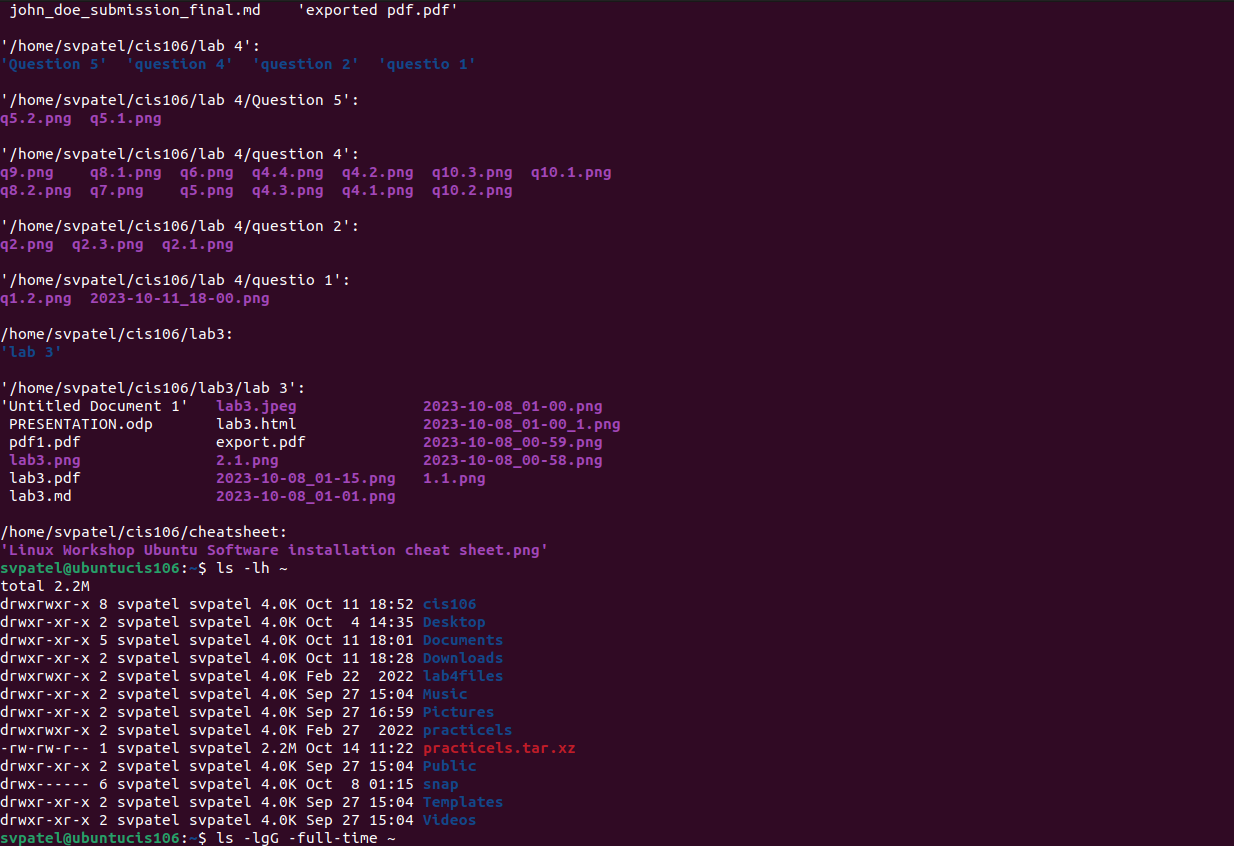 john_doe_submission_final.md    'exported pdf.pdf'
'/home/svpatel/cis106/lab 4':
'Question 5'  'question 4'  'question 2'  'questio 1'
'/home/svpatel/cis106/lab 4/Question 5':
q5.2.png  q5.1.png
'/home/svpatel/cis106/lab 4/question 4':
q9.png    q8.1.png  q6.png  q4.4.png  q4.2.png  q10.3.png  q10.1.png
q8.2.png  q7.png    q5.png  q4.3.png  q4.1.png  q10.2.png
'/home/svpatel/cis106/lab 4/question 2':
q2.png  q2.3.png  q2.1.png
'/home/svpatel/cis106/lab 4/questio 1':
q1.2.png  2023-10-11_18-00.png
/home/svpatel/cis106/lab3:
'lab 3'
'/home/svpatel/cis106/lab3/lab 3':
'Untitled Document 1'   lab3.jpeg              2023-10-08_01-00.png
PRESENTATION.odp       lab3.html              2023-10-08_01-00_1.png
pdf1.pdf               export.pdf             2023-10-08_00-59.png
lab3.png               2.1.png                2023-10-08_00-58.png
lab3.pdf               2023-10-08_01-15.png   1.1.png
lab3.md                2023-10-08_01-01.png
/home/svpatel/cis106/cheatsheet:
'Linux Workshop Ubuntu Software installation cheat sheet.png'
svpatel@ubuntucis106:~$ ls -lh ~
total 2.2M
drwxrwxr-x 8 svpatel svpatel 4.0K Oct 11 18:52 cis106
drwxr-xr-x 2 svpatel svpatel 4.0K Oct  4 14:35 Desktop
drwxr-xr-x 5 svpatel svpatel 4.0K Oct 11 18:01 Documents
drwxr-xr-x 2 svpatel svpatel 4.0K Oct 11 18:28 Downloads
drwxrwxr-x 2 svpatel svpatel 4.0K Feb 22  2022 lab4files
drwxr-xr-x 2 svpatel svpatel 4.0K Sep 27 15:04 Music
drwxr-xr-x 2 svpatel svpatel 4.0K Sep 27 16:59 Pictures
drwxrwxr-x 2 svpatel svpatel 4.0K Feb 27  2022 practicels
-rw-rw-r-- 1 svpatel svpatel 2.2M Oct 14 11:22 practicels.tar.xz
drwxr-xr-x 2 svpatel svpatel 4.0K Sep 27 15:04 Public
drwx------ 6 svpatel svpatel 4.0K Oct  8 01:15 snap
drwxr-xr-x 2 svpatel svpatel 4.0K Sep 27 15:04 Templates
drwxr-xr-x 2 svpatel svpatel 4.0K Sep 27 15:04 Videos
svpatel@ubuntucis106:~$ ls -lgG -full-time ~